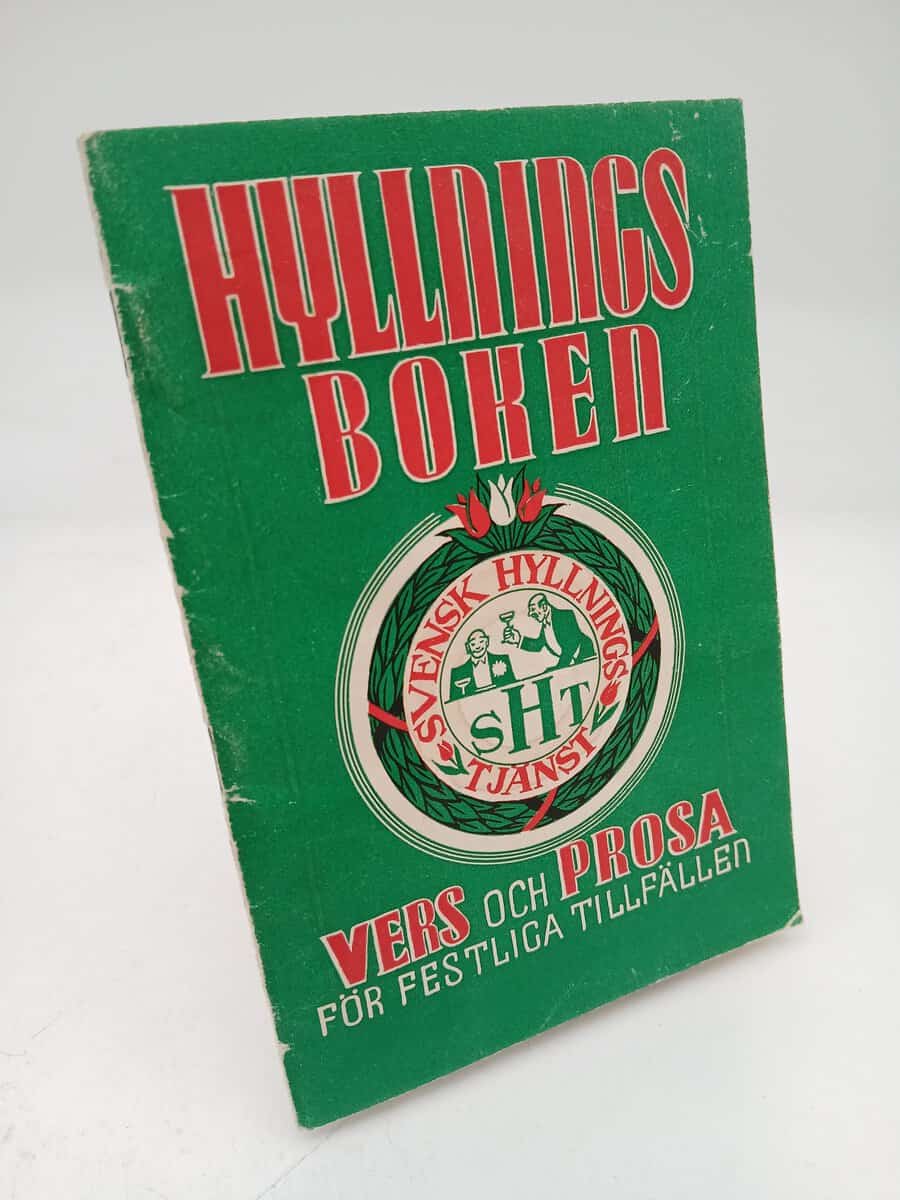 HYLLNINGS
BOKEN
SVENSK HYLLNINGS
SHT
TJÄNST
VERS OCH PROSA
FÖR FESTLIGA TILLFÄLLEN